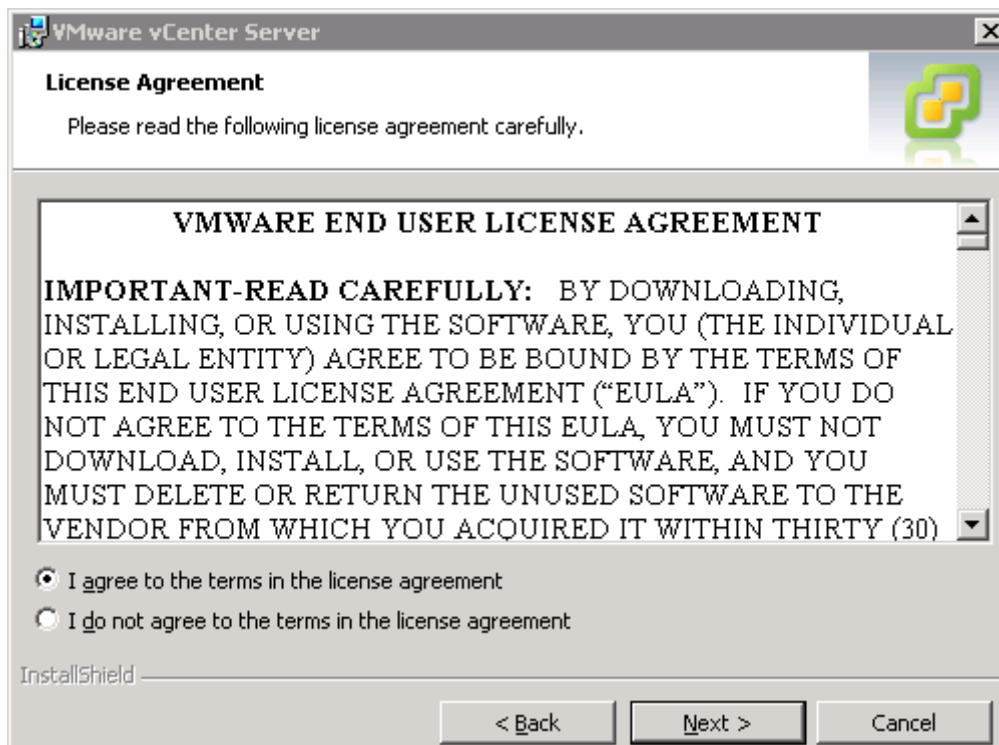 VMware vCenter Server
License Agreement
Please read the following license agreement carefully.
VMWARE END USER LICENSE AGREEMENT
IMPORTANT-READ CAREFULLY: BY DOWNLOADING,
INSTALLING, OR USING THE SOFTWARE, YOU (THE INDIVIDUAL
OR LEGAL ENTITY) AGREE TO BE BOUND BY THE TERMS OF
THIS END USER LICENSE AGREEMENT (“EULA”). IF YOU DO
NOT AGREE TO THE TERMS OF THIS EULA, YOU MUST NOT
DOWNLOAD, INSTALL, OR USE THE SOFTWARE, AND YOU
MUST DELETE OR RETURN THE UNUSED SOFTWARE TO THE
VENDOR FROM WHICH YOU ACQUIRED IT WITHIN THIRTY (30)
I agree to the terms in the license agreement
I do not agree to the terms in the license agreement
InstallShield
< Back Next > Cancel